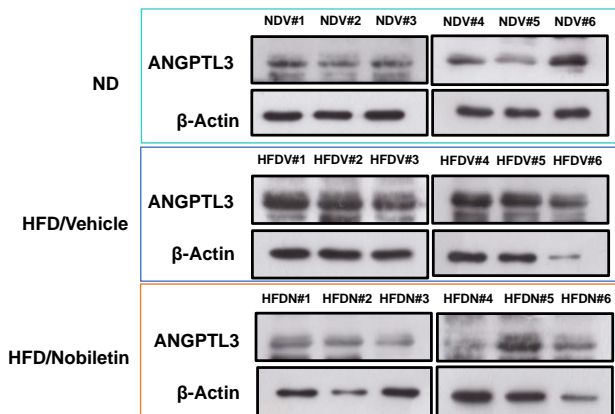 NDV#1 NDV#2 NDV#3 NDV#4 NDV#5 NDV#6
ANGPTL3
ND
β-Actin
HFDV#1 HFDV#2 HFDV#3 HFDV#4 HFDV#5 HFDV#6
ANGPTL3
HFD/Vehicle
β-Actin
HFDN#1 HFDN#2 HFDN#3 HFDN#4 HFDN#5 HFDN#6
ANGPTL3
HFD/Nobiletin
β-Actin